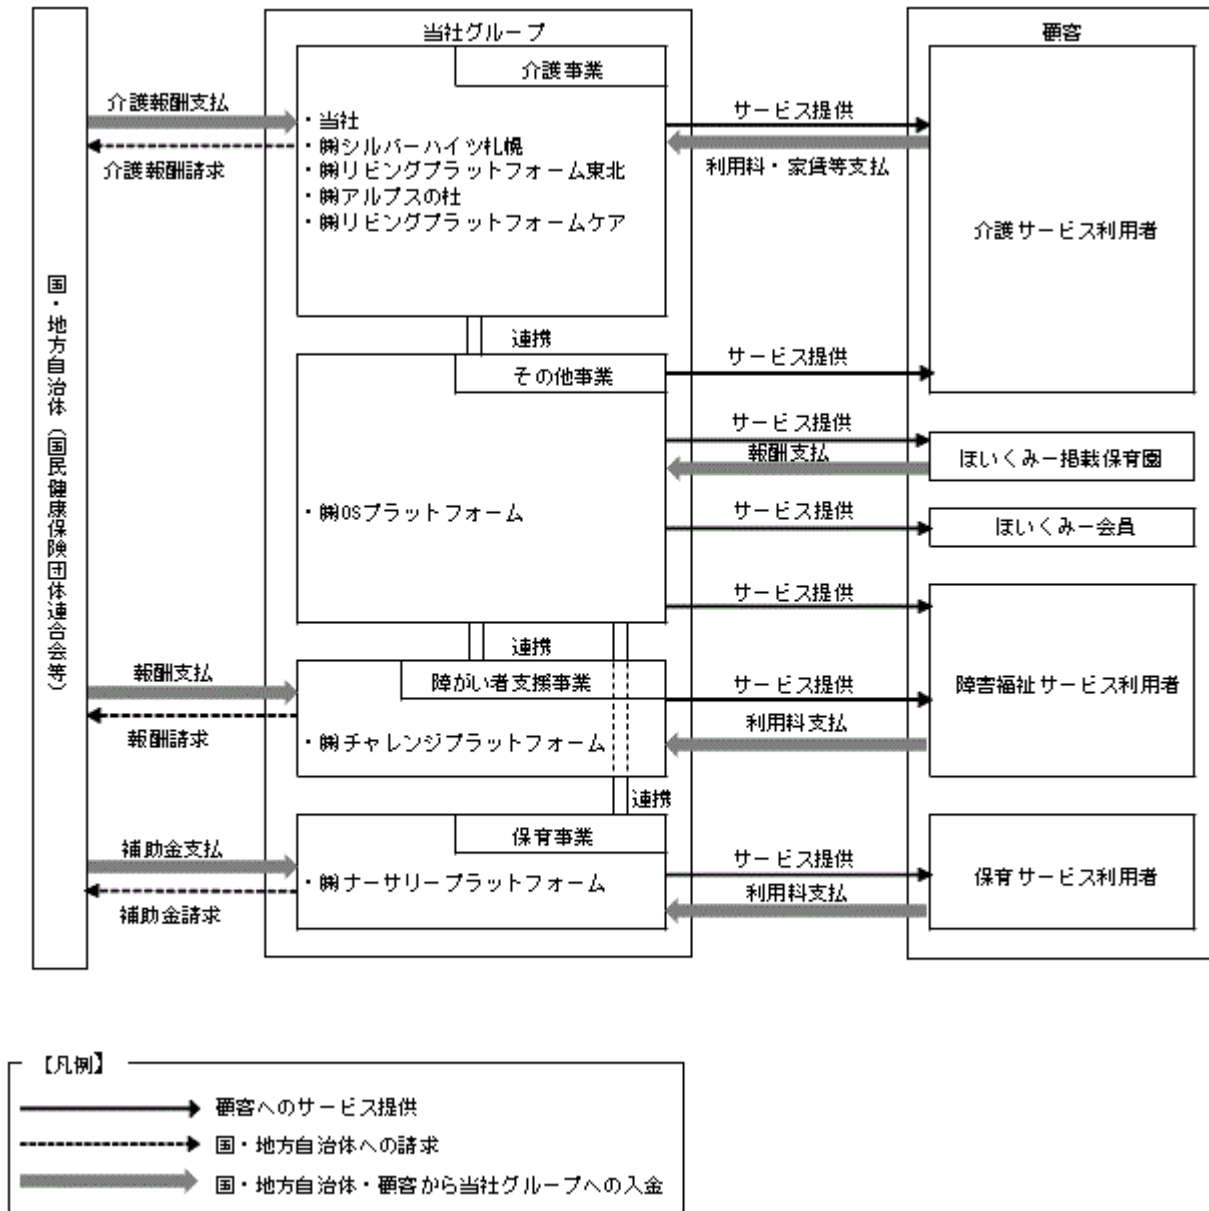 当社グループ
顧客
介護事業
介護報酬支払
介護報酬請求
・当社
・㈱シルバーハイツ札幌
・㈱リビングプラットフォーム東北
・㈱アルプスの杜
・㈱リビングプラットフォームケア
サービス提供
利用料・家賃等支払
介護サービス利用者
国・地方自治体（国民健康保険団体連合会等）
連携
その他事業
サービス提供
サービス提供
報酬支払
ほいくみー掲載保育園
・㈱OSプラットフォーム
サービス提供
ほいくみー会員
サービス提供
連携
報酬支払
報酬請求
障がい者支援事業
・㈱チャレンジプラットフォーム
サービス提供
利用料支払
障害福祉サービス利用者
連携
補助金支払
補助金請求
保育事業
・㈱ナーサリープラットフォーム
サービス提供
利用料支払
保育サービス利用者
【凡例】
顧客へのサービス提供
国・地方自治体への請求
国・地方自治体・顧客から当社グループへの入金